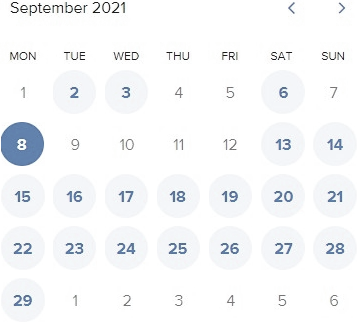 September 2021
MON TUE WED THU FRI SAT SUN
1 2 3 4 5 6 7
8 9 10 11 12 13 14
15 16 17 18 19 20 21
22 23 24 25 26 27 28
29 1 2 3 4 5 6